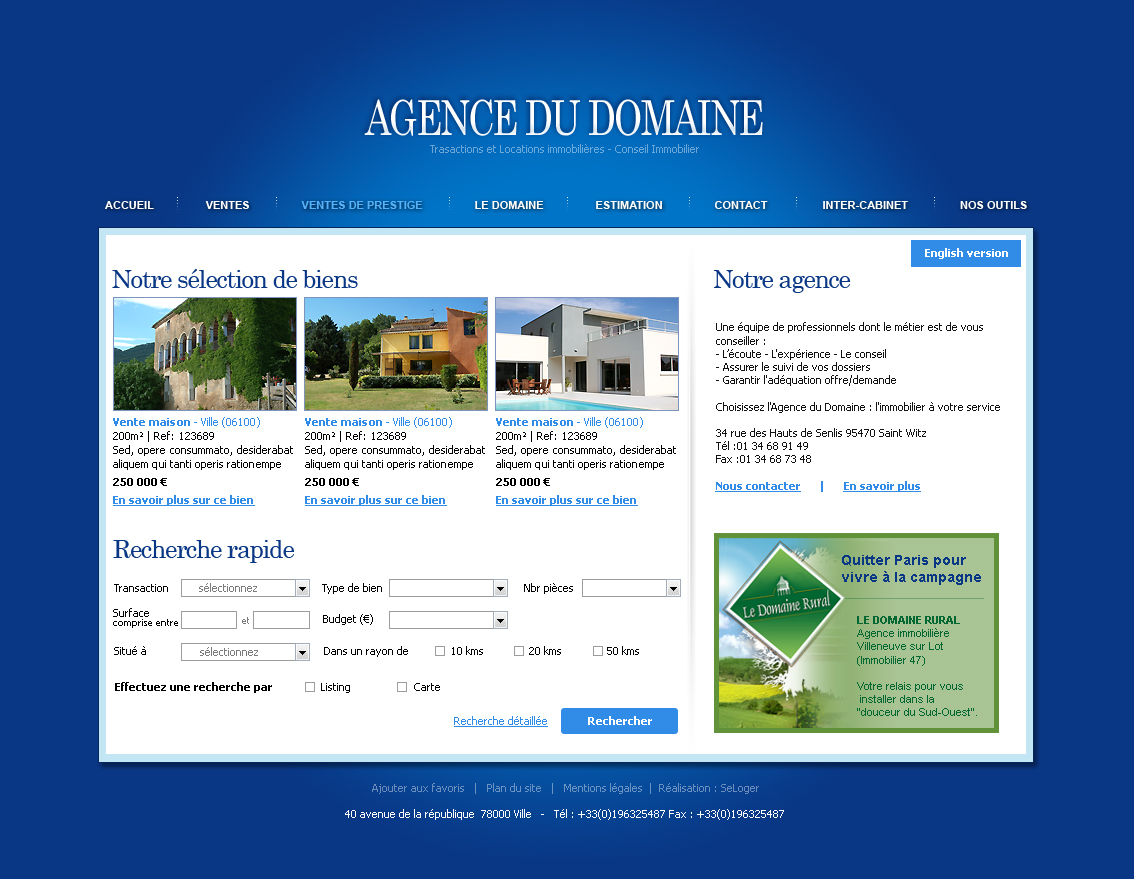 AGENCE DU DOMAINE
Trasactions et Locations immobilières - Conseil Immobilier
ACCUEIL
VENTES
VENTES DE PRESTIGE
LE DOMAINE
ESTIMATION
CONTACT
INTER-CABINET
NOS OUTILS
English version
Notre sélection de biens
Vente maison - Ville (06100)
200m² | Ref: 123689
Sed, opere consummato, desiderabat
aliquem qui tanti operis rationempe
250 000 €
En savoir plus sur ce bien
Vente maison - Ville (06100)
200m² | Ref: 123689
Sed, opere consummato, desiderabat
aliquem qui tanti operis rationempe
250 000 €
En savoir plus sur ce bien
Vente maison - Ville (06100)
200m² | Ref: 123689
Sed, opere consummato, desiderabat
aliquem qui tanti operis rationempe
250 000 €
En savoir plus sur ce bien
Recherche rapide
Transaction sélectionnez Type de bien Nbr pièces
Surface
comprise entre et Budget (€)
Situé à sélectionnez Dans un rayon de 10 kms 20 kms 50 kms
Effectuez une recherche par Listing Carte
Recherche détaillée Rechercher
Notre agence
Une équipe de professionnels dont le métier est de vous
conseiller :
- L'écoute - L'expérience - Le conseil
- Assurer le suivi de vos dossiers
- Garantir l'adéquation offre/demande
Choisissez l'Agence du Domaine : l'immobilier à votre service
34 rue des Hauts de Senlis 95470 Saint Witz
Tél :01 34 68 91 49
Fax :01 34 68 73 48
Nous contacter | En savoir plus
Quitter Paris pour
vivre à la campagne
Le Domaine Rural
LE DOMAINE RURAL
Agence immobilière
Villeneuve sur Lot
(Immobilier 47)
Votre relais pour vous
installer dans la
"douceur du Sud-Ouest".
Ajouter aux favoris | Plan du site | Mentions légales | Réalisation : SeLoger
40 avenue de la république 78000 Ville - Tél : +33(0)196325487 Fax : +33(0)196325487